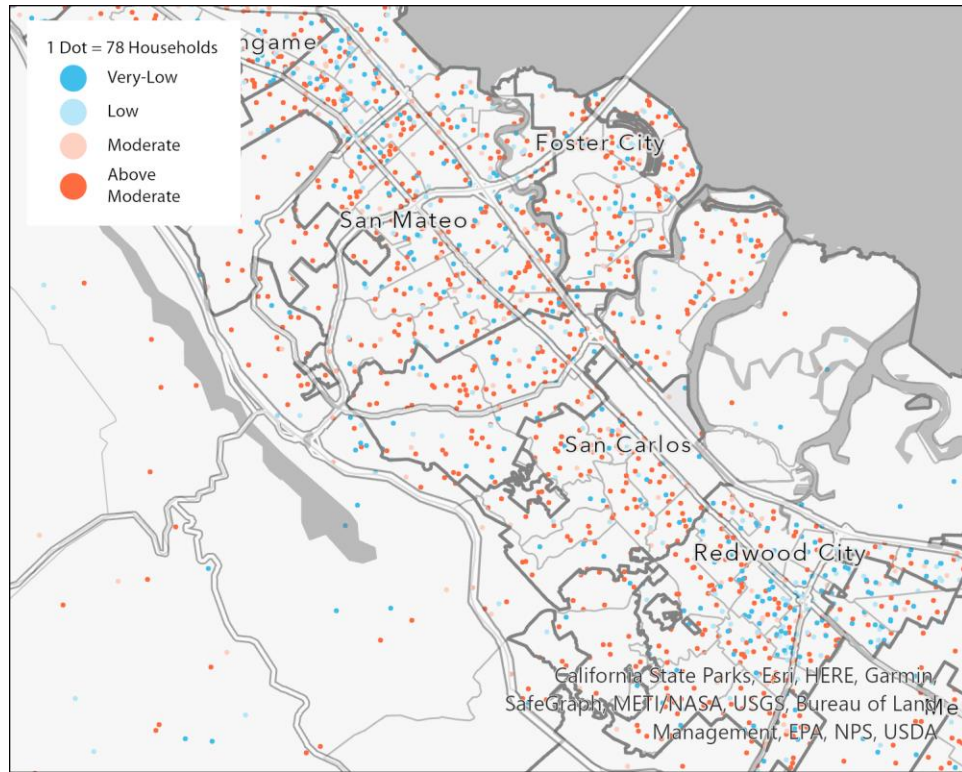 1 Dot = 78 Households
Very-Low
Low
Moderate
Above
Moderate
ngame
Foster City
San Mateo
San Carlos
Redwood City
California State Parks, Esri, HERE, Garmin,
SafeGraph, METI/NASA, USGS, Bureau of Land
Me
Management, EPA, NPS, USDA